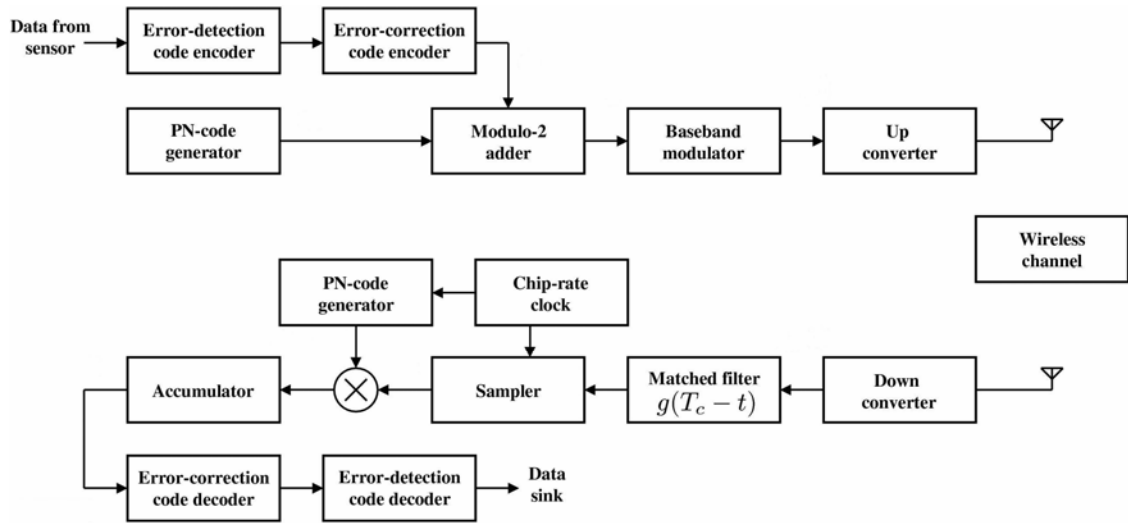 Data from
sensor
Error-detection
code encoder
Error-correction
code encoder
PN-code
generator
Modulo-2
adder
Baseband
modulator
Up
converter
Wireless
channel
PN-code
generator
Chip-rate
clock
Accumulator
Sampler
Matched filter
g(T_c − t)
Down
converter
Error-correction
code decoder
Error-detection
code decoder
Data
sink